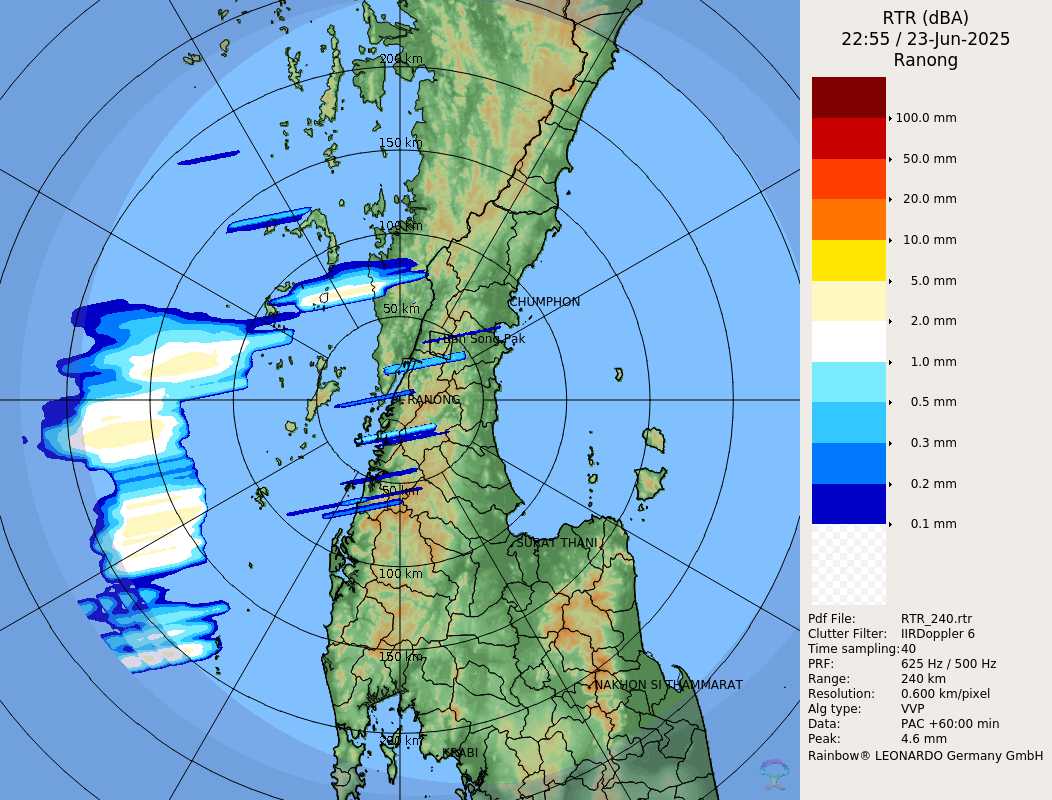 RTR (dBA)
22:55 / 23-Jun-2025
Ranong
100.0 mm
50.0 mm
20.0 mm
10.0 mm
5.0 mm
2.0 mm
1.0 mm
0.5 mm
0.3 mm
0.2 mm
0.1 mm
Pdf File: RTR_240.rtr
Clutter Filter: IIRDoppler 6
Time sampling:40
PRF: 625 Hz / 500 Hz
Range: 240 km
Resolution: 0.600 km/pixel
Alg type: VVP
Data: PAC +60:00 min
Peak: 4.6 mm
Rainbow® LEONARDO Germany GmbH
200 km
150 km
100 km
50 km
CHUMPHON
Ban Song Pak
RANONG
50 km
SURAT THANI
100 km
150 km
NAKHON SI THAMMARAT
200 km
KRABI